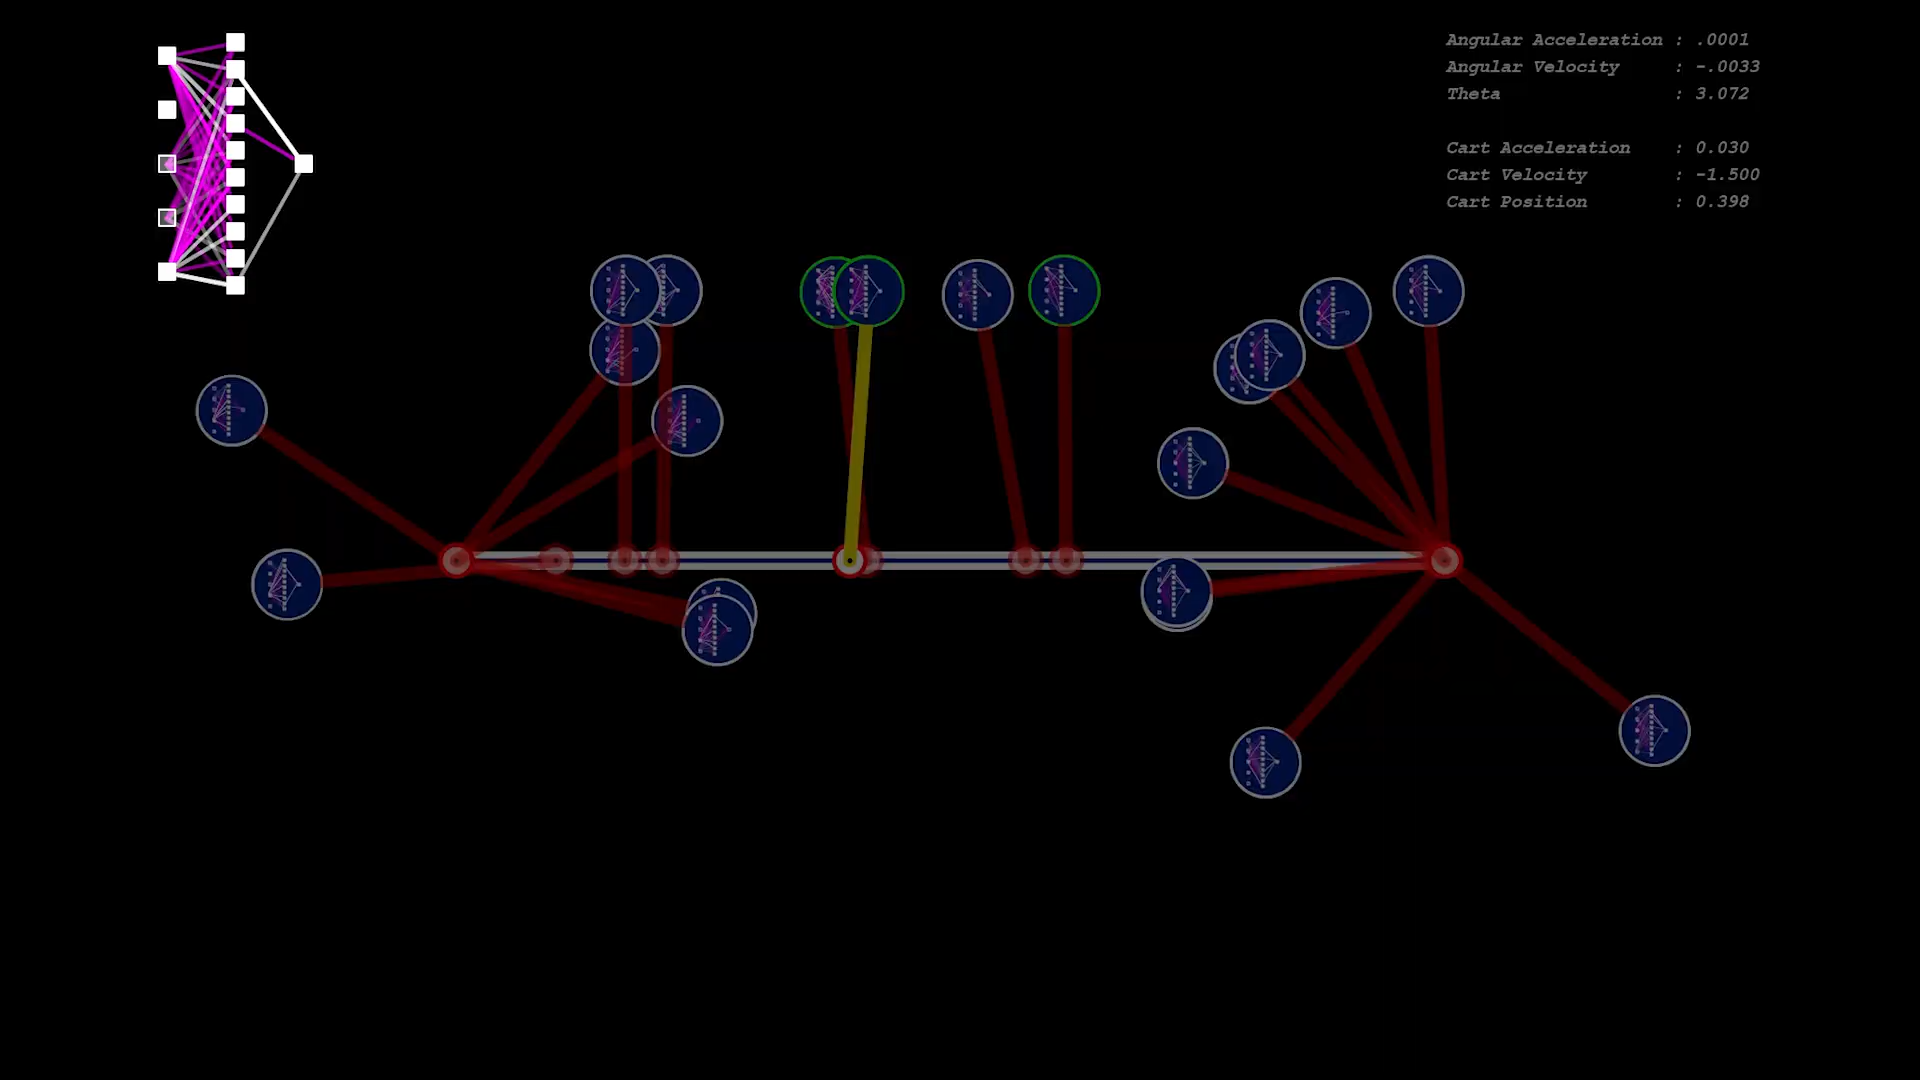 Angular Acceleration : .0001
Angular Velocity : -.0033
Theta : 3.072
Cart Acceleration : 0.030
Cart Velocity : -1.500
Cart Position : 0.398